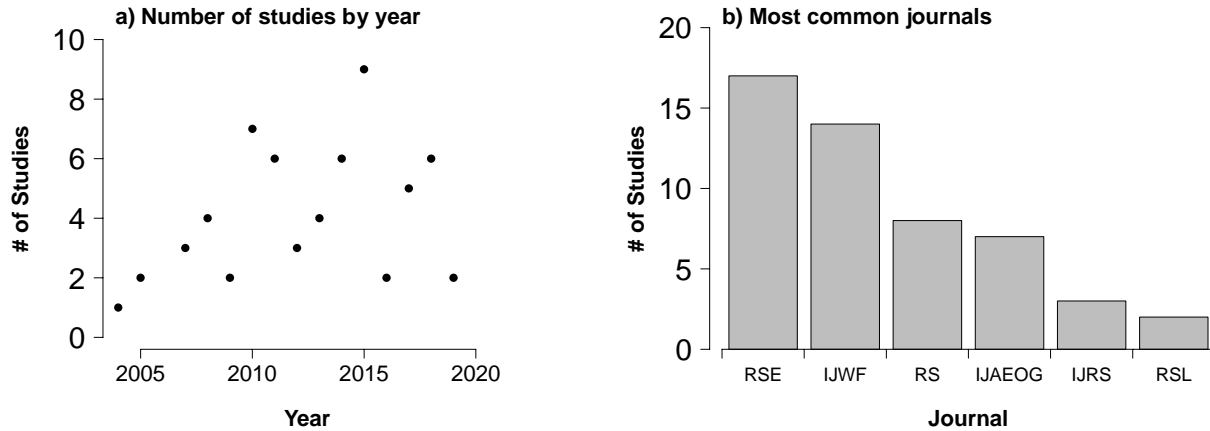 a) Number of studies by year
10
8
6
4
2
0
# of Studies
2005 2010 2015 2020
Year
b) Most common journals
20
15
10
5
0
# of Studies
RSE IJWF RS IJAEOG IJRS RSL
Journal